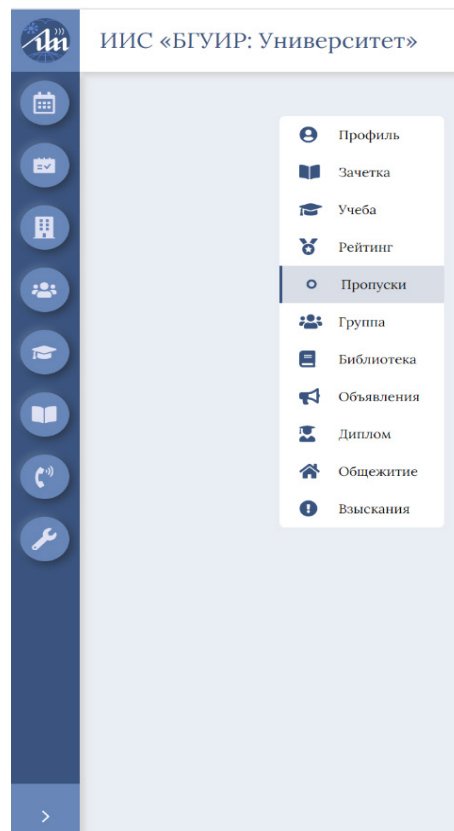 ИИС «БГУИР: Университет»
Профиль
Зачетка
Учеба
Рейтинг
Пропуски
Группа
Библиотека
Объявления
Диплом
Общежитие
Взыскания